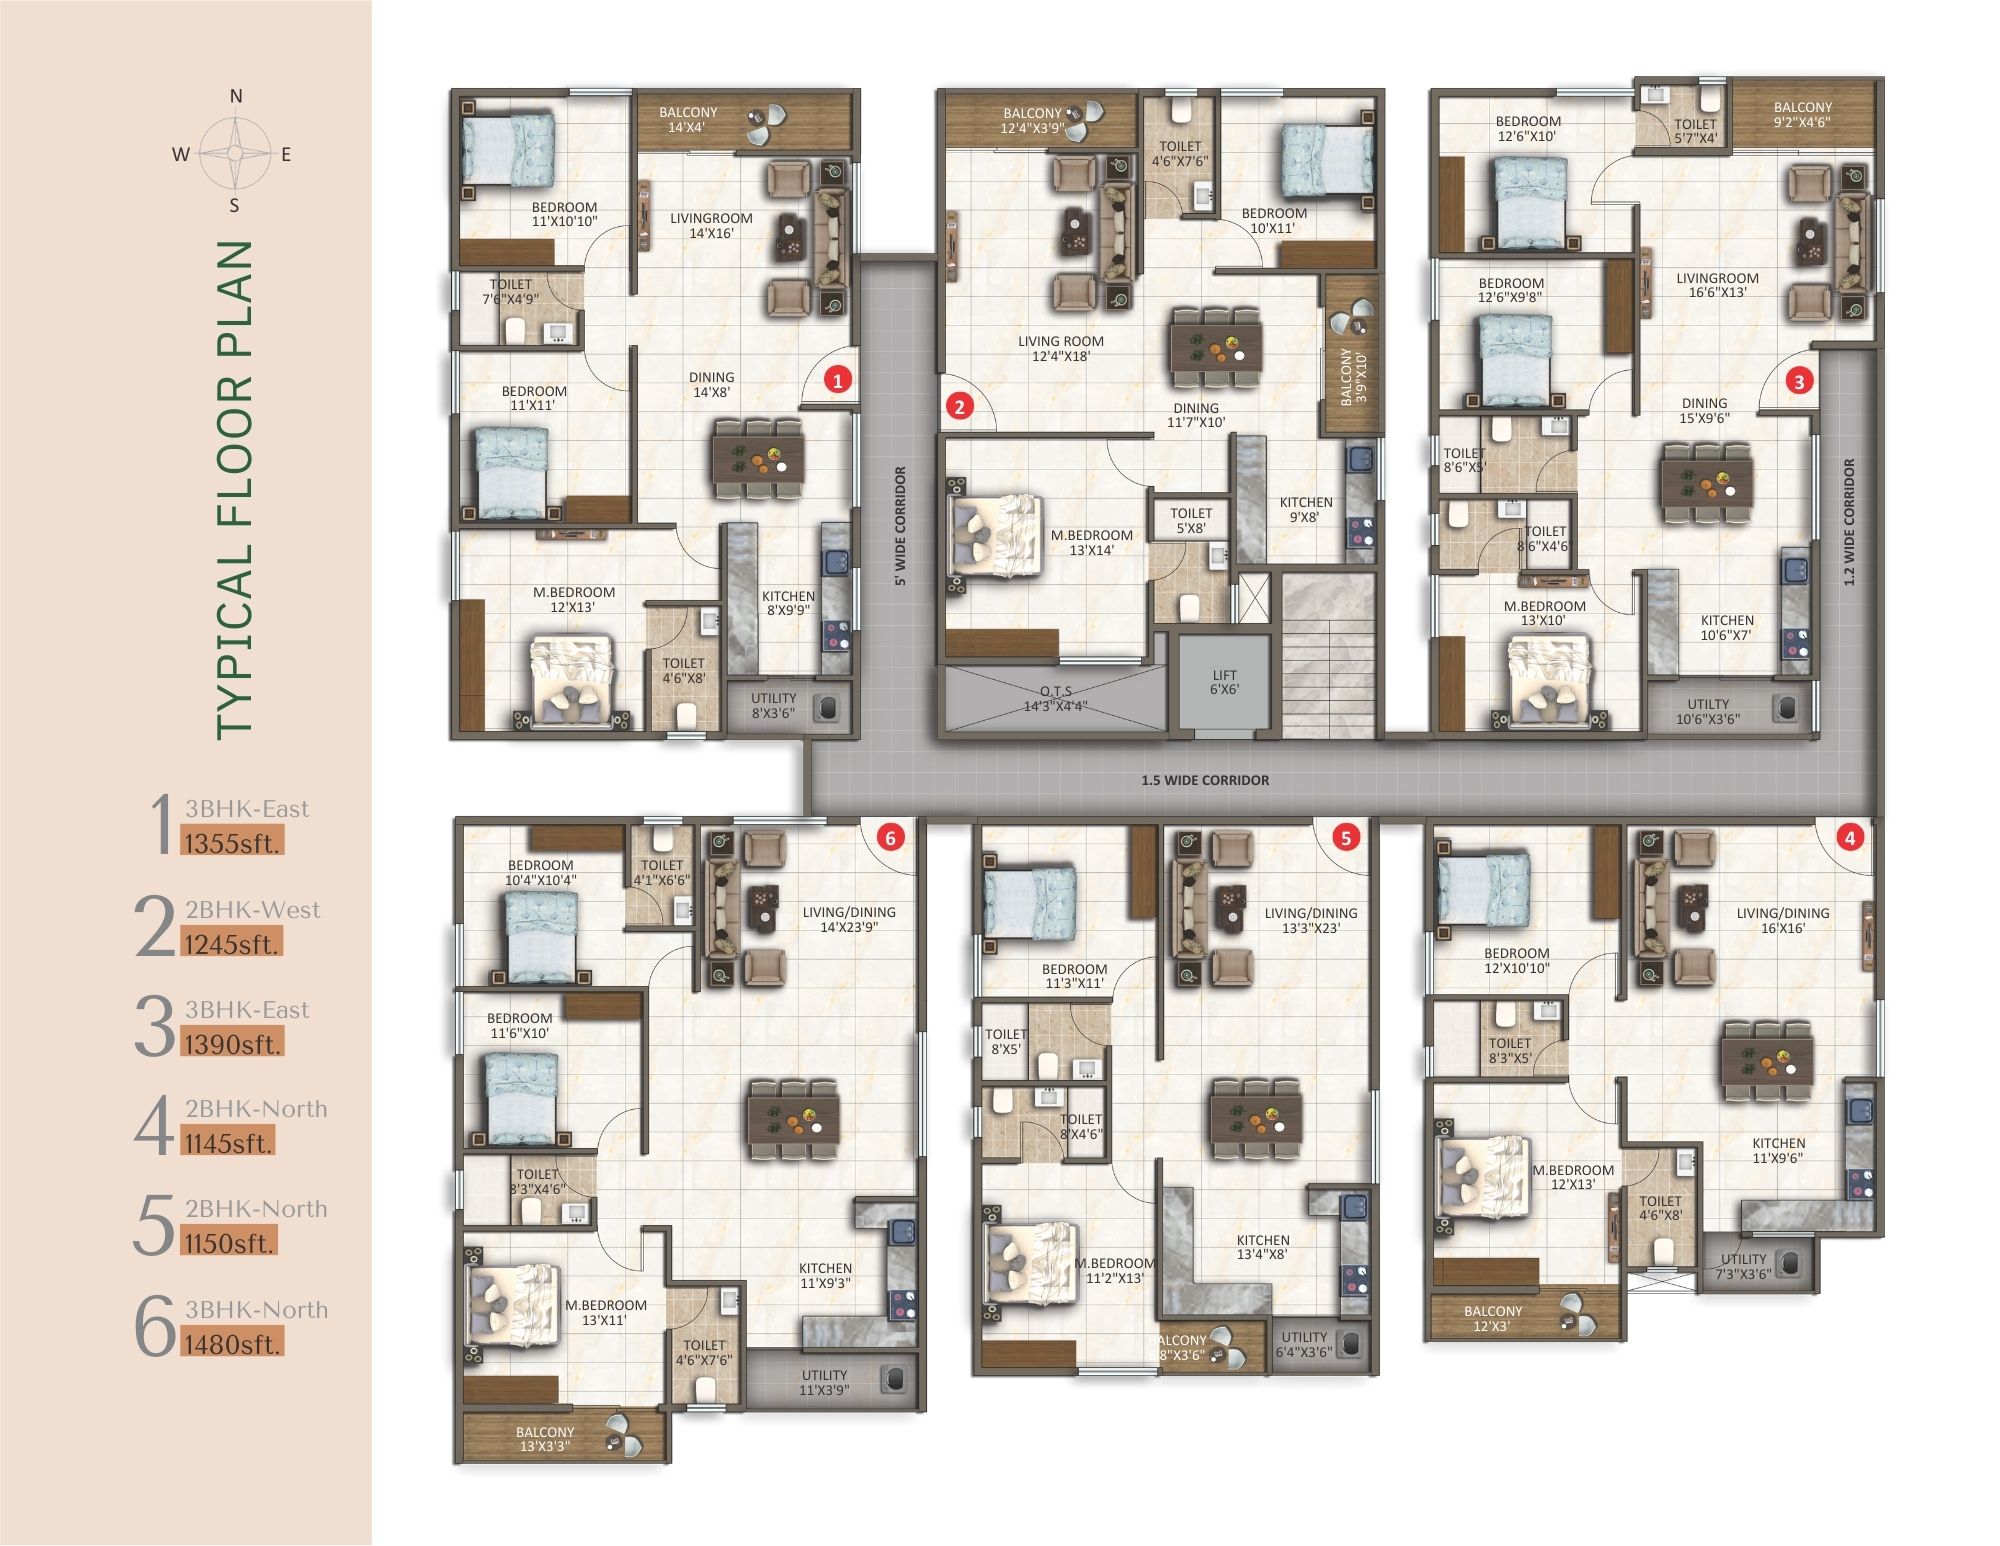 N
W
E
S
TYPICAL FLOOR PLAN
1
3BHK-East
1355sft.
2
2BHK-West
1245sft.
3
3BHK-East
1390sft.
4
2BHK-North
1145sft.
5
2BHK-North
1150sft.
6
3BHK-North
1480sft.
BALCONY
14'X4'
BEDROOM
11'X10'10"
LIVINGROOM
14'X16'
TOILET
7'6"X4'9"
BEDROOM
11'X11'
DINING
14'X8'
1
M.BEDROOM
12'X13'
KITCHEN
8'X9'9"
TOILET
4'6"X8'
UTILITY
8'X3'6"
5' WIDE CORRIDOR
BALCONY
12'4"X3'9"
TOILET
4'6"X7'6"
BEDROOM
10'X11'
LIVING ROOM
12'4"X18'
BALCONY
3'9"X10'
2
DINING
11'7"X10'
KITCHEN
9'X8'
TOILET
5'X8'
M.BEDROOM
13'X14'
O.T.S
14'3"X4'4"
LIFT
6'X6'
BEDROOM
12'6"X10'
TOILET
5'7"X4'
BALCONY
9'2"X4'6"
BEDROOM
12'6"X9'8"
LIVINGROOM
16'6"X13'
3
DINING
15'X9'6"
TOILET
8'6"X5'
TOILET
8'6"X4'6"
M.BEDROOM
13'X10'
KITCHEN
10'6"X7'
UTILTY
10'6"X3'6"
1.2 WIDE CORRIDOR
1.5 WIDE CORRIDOR
6
BEDROOM
10'4"X10'4"
TOILET
4'1"X6'6"
LIVING/DINING
14'X23'9"
BEDROOM
11'6"X10'
TOILET
8'3"X4'6"
M.BEDROOM
13'X11'
KITCHEN
11'X9'3"
TOILET
4'6"X7'6"
UTILITY
11'X3'9"
BALCONY
13'X3'3"
5
LIVING/DINING
13'3"X23'
BEDROOM
11'3"X11'
TOILET
8'X5'
TOILET
8'X4'6"
M.BEDROOM
11'2"X13'
KITCHEN
13'4"X8'
BALCONY
6'8"X3'6"
UTILITY
6'4"X3'6"
4
LIVING/DINING
16'X16'
BEDROOM
12'X10'10"
TOILET
8'3"X5'
KITCHEN
11'X9'6"
M.BEDROOM
12'X13'
TOILET
4'6"X8'
UTILITY
7'3"X3'6"
BALCONY
12'X3'